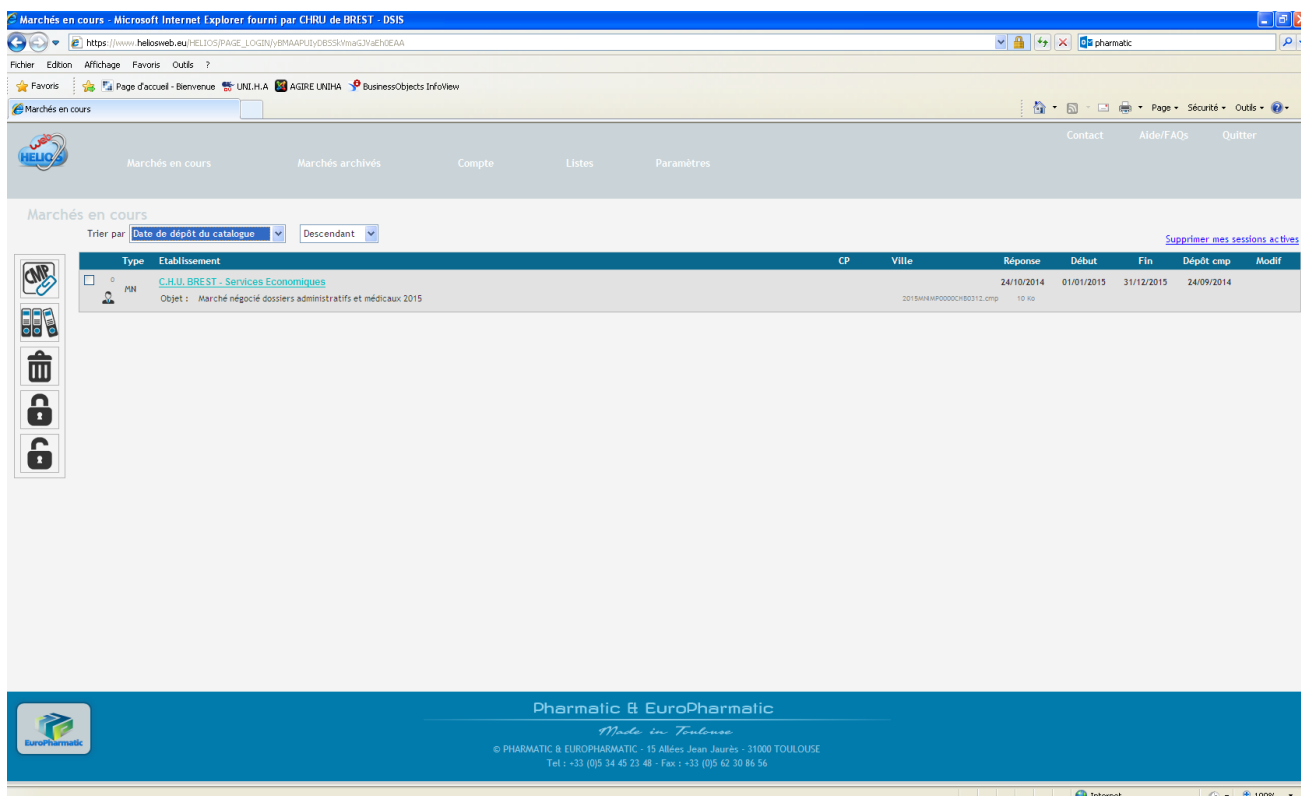 Marchés en cours - Microsoft Internet Explorer fourni par CHRU de BREST - DSIS
https://www.heliosweb.eu/HELIOS/PAGE_LOGIN/ pharmatic
Fichier Edition Affichage Favoris Outils ?
Favoris Page d'accueil - Bienvenue UNI.H.A AGIRE UNIHA BusinessObjects InfoView
Marchés en cours Page Sécurité Outils
Contact Aide/FAQs Quitter
web HELIOS Marchés en cours Marchés archivés Compte Listes Paramètres
Marchés en cours
Trier par Date de dépôt du catalogue Descendant
Supprimer mes sessions actives
Type Etablissement CP Ville Réponse Début Fin Dépôt cmp Modif
MN C.H.U. BREST - Services Economiques 24/10/2014 01/01/2015 31/12/2015 24/09/2014
Objet : Marché négocié dossiers administratifs et médicaux 2015 10 Ko
CMP
Pharmatic & EuroPharmatic
Made in Toulouse
EuroPharmatic
© PHARMATIC & EUROPHARMATIC - 15 Allées Jean Jaurès - 31000 TOULOUSE
Tel : +33 (0)5 34 45 23 48 - Fax : +33 (0)5 62 30 86 56
Internet 100%